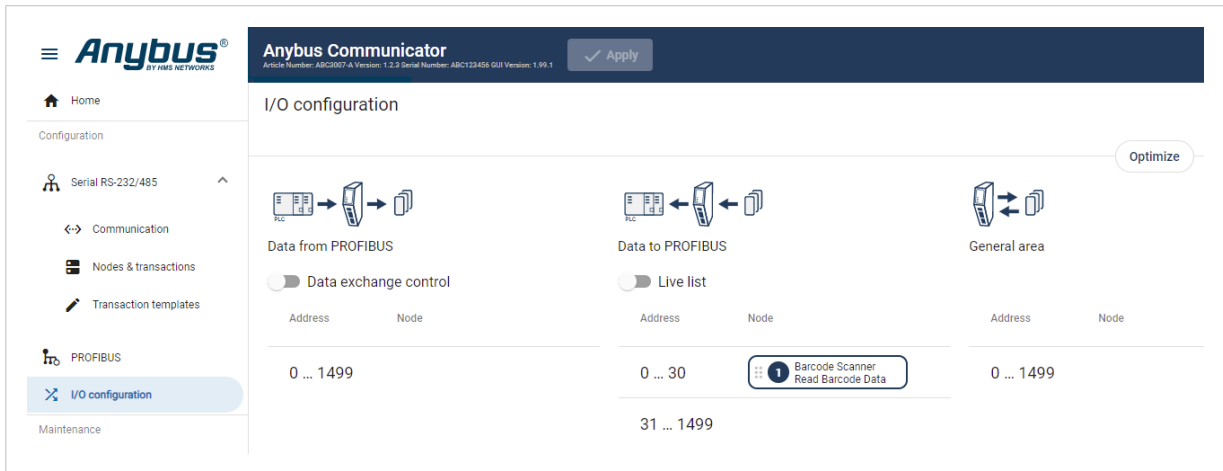 Anybus®
BY HMS NETWORKS
Anybus Communicator
Article Number: ABC3007-A Version: 1.2.3 Serial Number: ABC123456 GUI Version: 1.99.1
Apply
Home
Configuration
Serial RS-232/485
Communication
Nodes & transactions
Transaction templates
PROFIBUS
I/O configuration
Maintenance
I/O configuration
Optimize
PLC
Data from PROFIBUS
Data exchange control
Address Node
0 ... 1499
PLC
Data to PROFIBUS
Live list
Address Node
0 ... 30
1
Barcode Scanner
Read Barcode Data
31 ... 1499
General area
Address Node
0 ... 1499